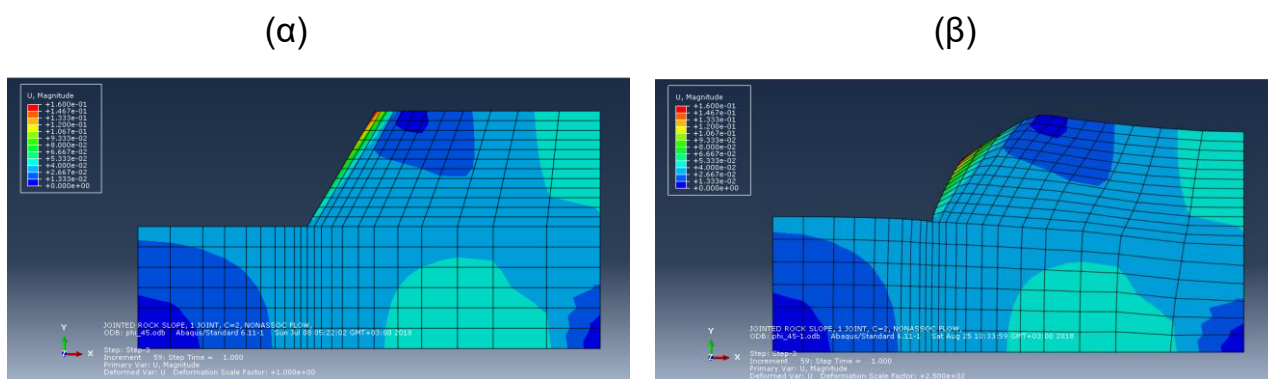 (α)
(β)
U, Magnitude
+1.600e-01
+1.467e-01
+1.333e-01
+1.200e-01
+1.067e-01
+9.333e-02
+8.000e-02
+6.667e-02
+5.333e-02
+4.000e-02
+2.667e-02
+1.333e-02
+0.000e+00
Y
Z
X
JOINTED ROCK SLOPE, 1 JOINT, C=2, NONASSOC FLOW,
ODB: phi_45.odb Abaqus/Standard 6.11-1 Sun Jul 08 05:22:02 GMT+03:00 2018
Step: Step-3
Increment 59: Step Time = 1.000
Primary Var: U, Magnitude
Deformed Var: U Deformation Scale Factor: +1.000e+00
U, Magnitude
+1.600e-01
+1.467e-01
+1.333e-01
+1.200e-01
+1.067e-01
+9.333e-02
+8.000e-02
+6.667e-02
+5.333e-02
+4.000e-02
+2.667e-02
+1.333e-02
+0.000e+00
Y
Z
X
JOINTED ROCK SLOPE, 1 JOINT, C=2, NONASSOC FLOW,
ODB: phi_45-1.odb Abaqus/Standard 6.11-1 Sat Aug 25 10:33:59 GMT+03:00 2018
Step: Step-3
Increment 59: Step Time = 1.000
Primary Var: U, Magnitude
Deformed Var: U Deformation Scale Factor: +2.500e+02